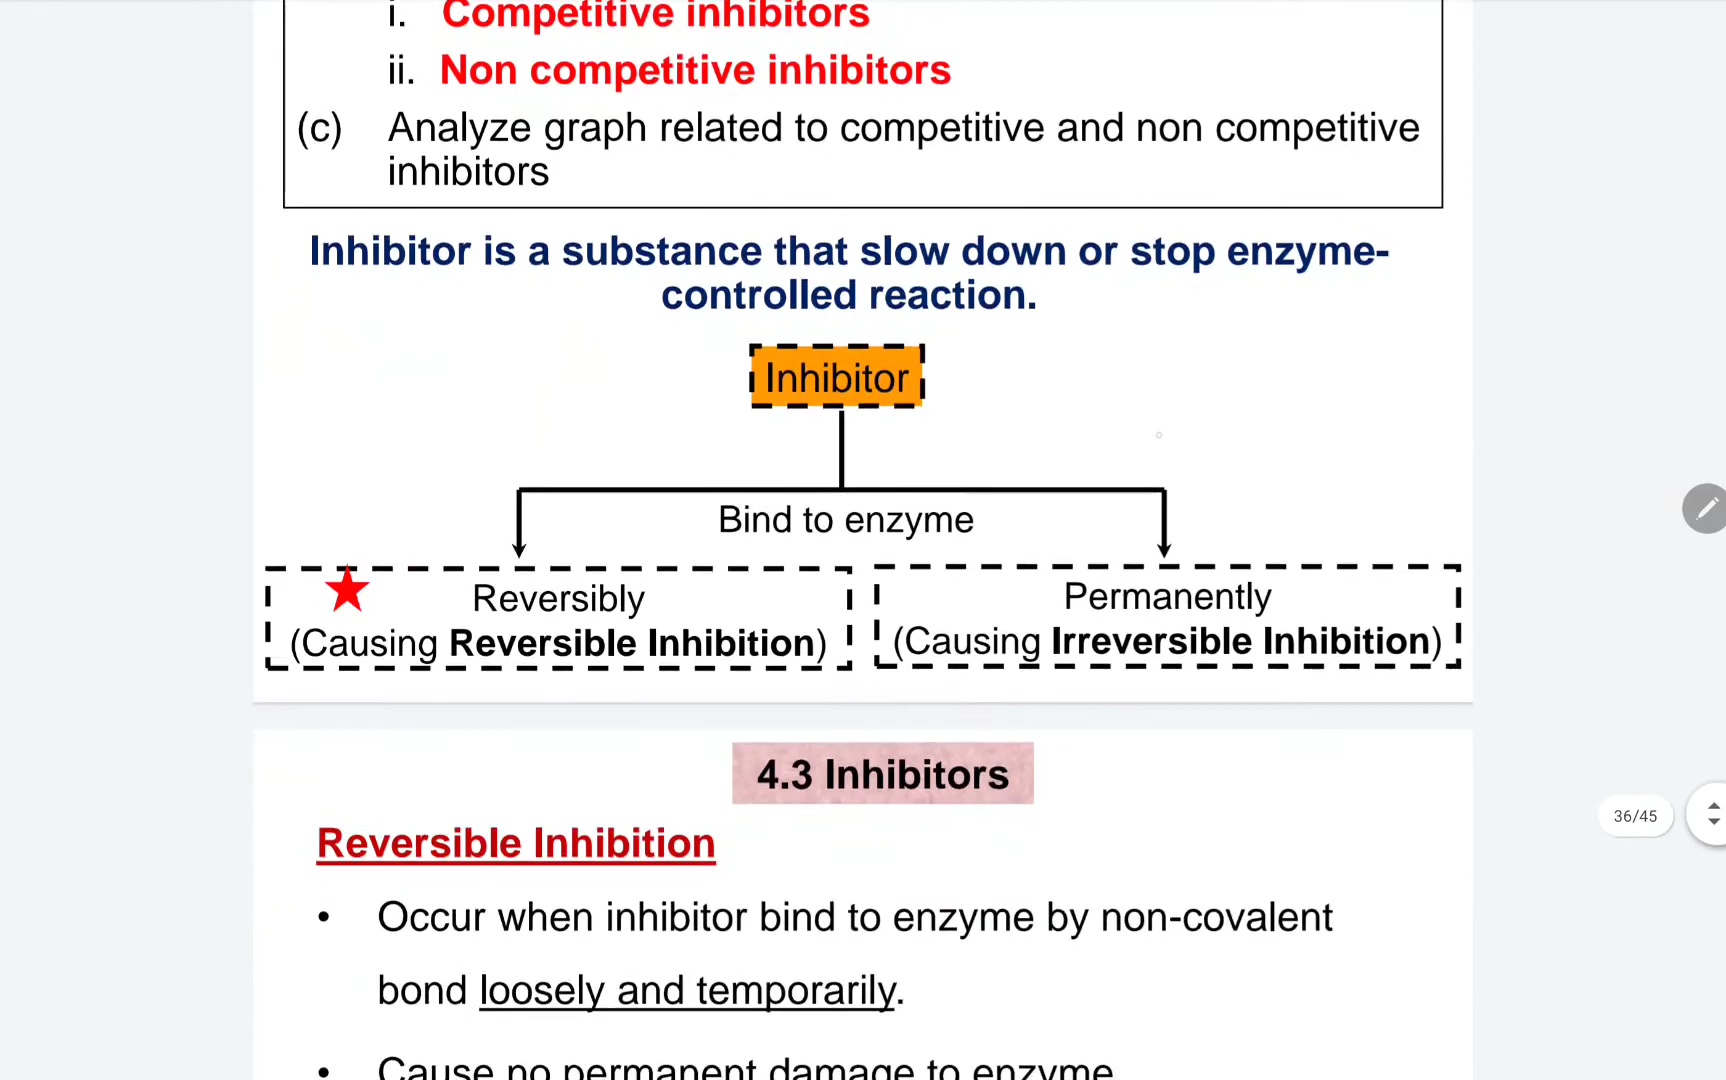 i. Competitive inhibitors
ii. Non competitive inhibitors
(c) Analyze graph related to competitive and non competitive
inhibitors
Inhibitor is a substance that slow down or stop enzyme-
controlled reaction.
Inhibitor
Bind to enzyme
Reversibly
(Causing Reversible Inhibition)
Permanently
(Causing Irreversible Inhibition)
4.3 Inhibitors
36/45
Reversible Inhibition
• Occur when inhibitor bind to enzyme by non-covalent
bond loosely and temporarily.
• Cause no permanent damage to enzyme